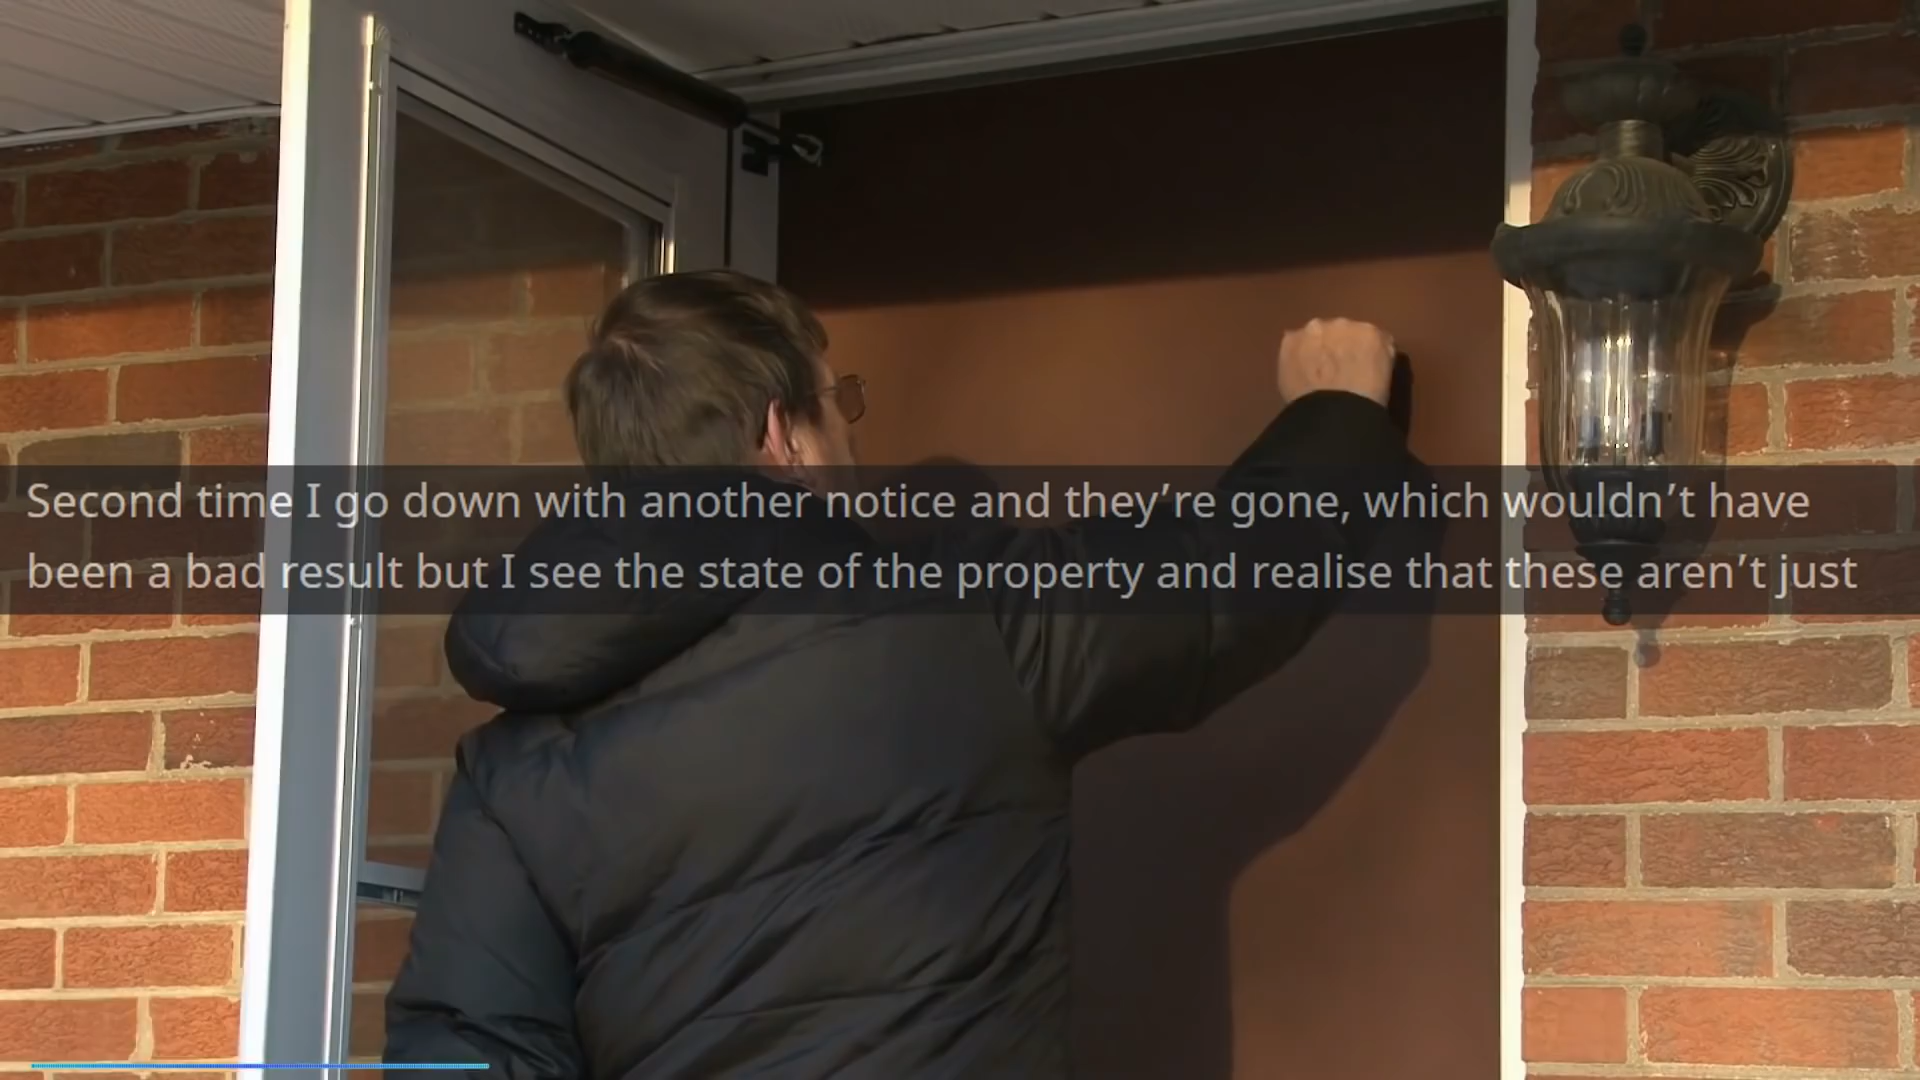 Second time I go down with another notice and they’re gone, which wouldn’t have
been a bad result but I see the state of the property and realise that these aren’t just